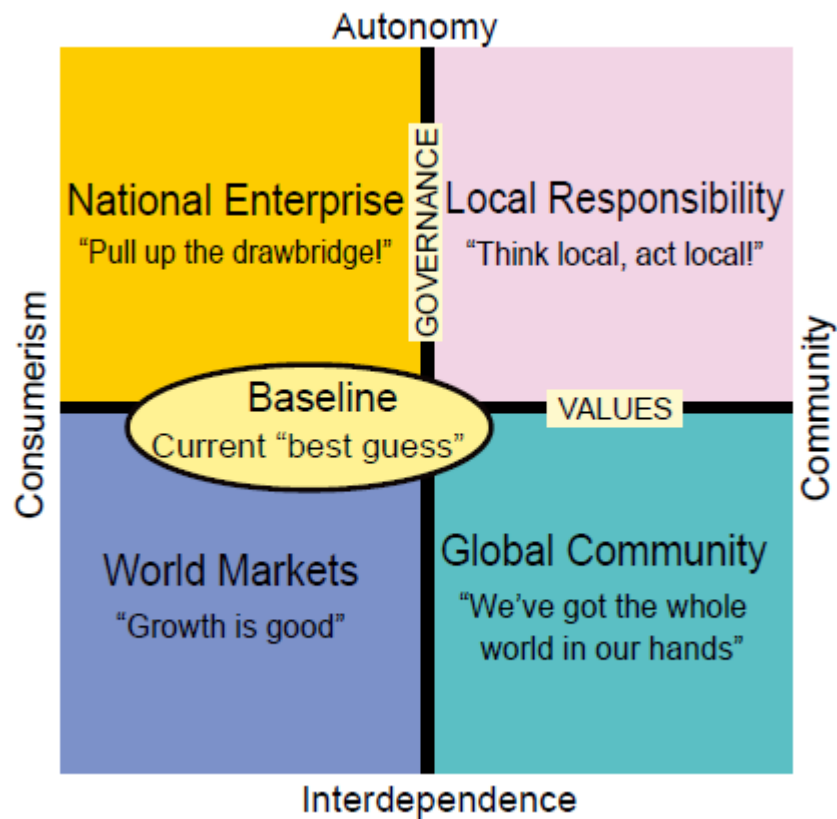 Autonomy
National Enterprise
“Pull up the drawbridge!”
GOVERNANCE
Local Responsibility
“Think local, act local!”
Consumerism
Baseline
Current “best guess”
VALUES
Community
World Markets
“Growth is good”
Global Community
“We’ve got the whole
world in our hands”
Interdependence